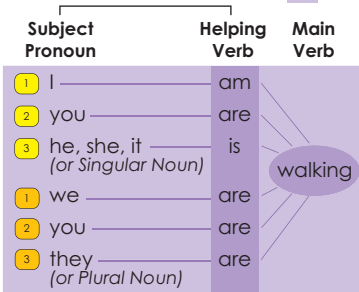 Subject Pronoun Helping Verb Main Verb
1 I am
2 you are
3 he, she, it is
(or Singular Noun)
walking
1 we are
2 you are
3 they are
(or Plural Noun)